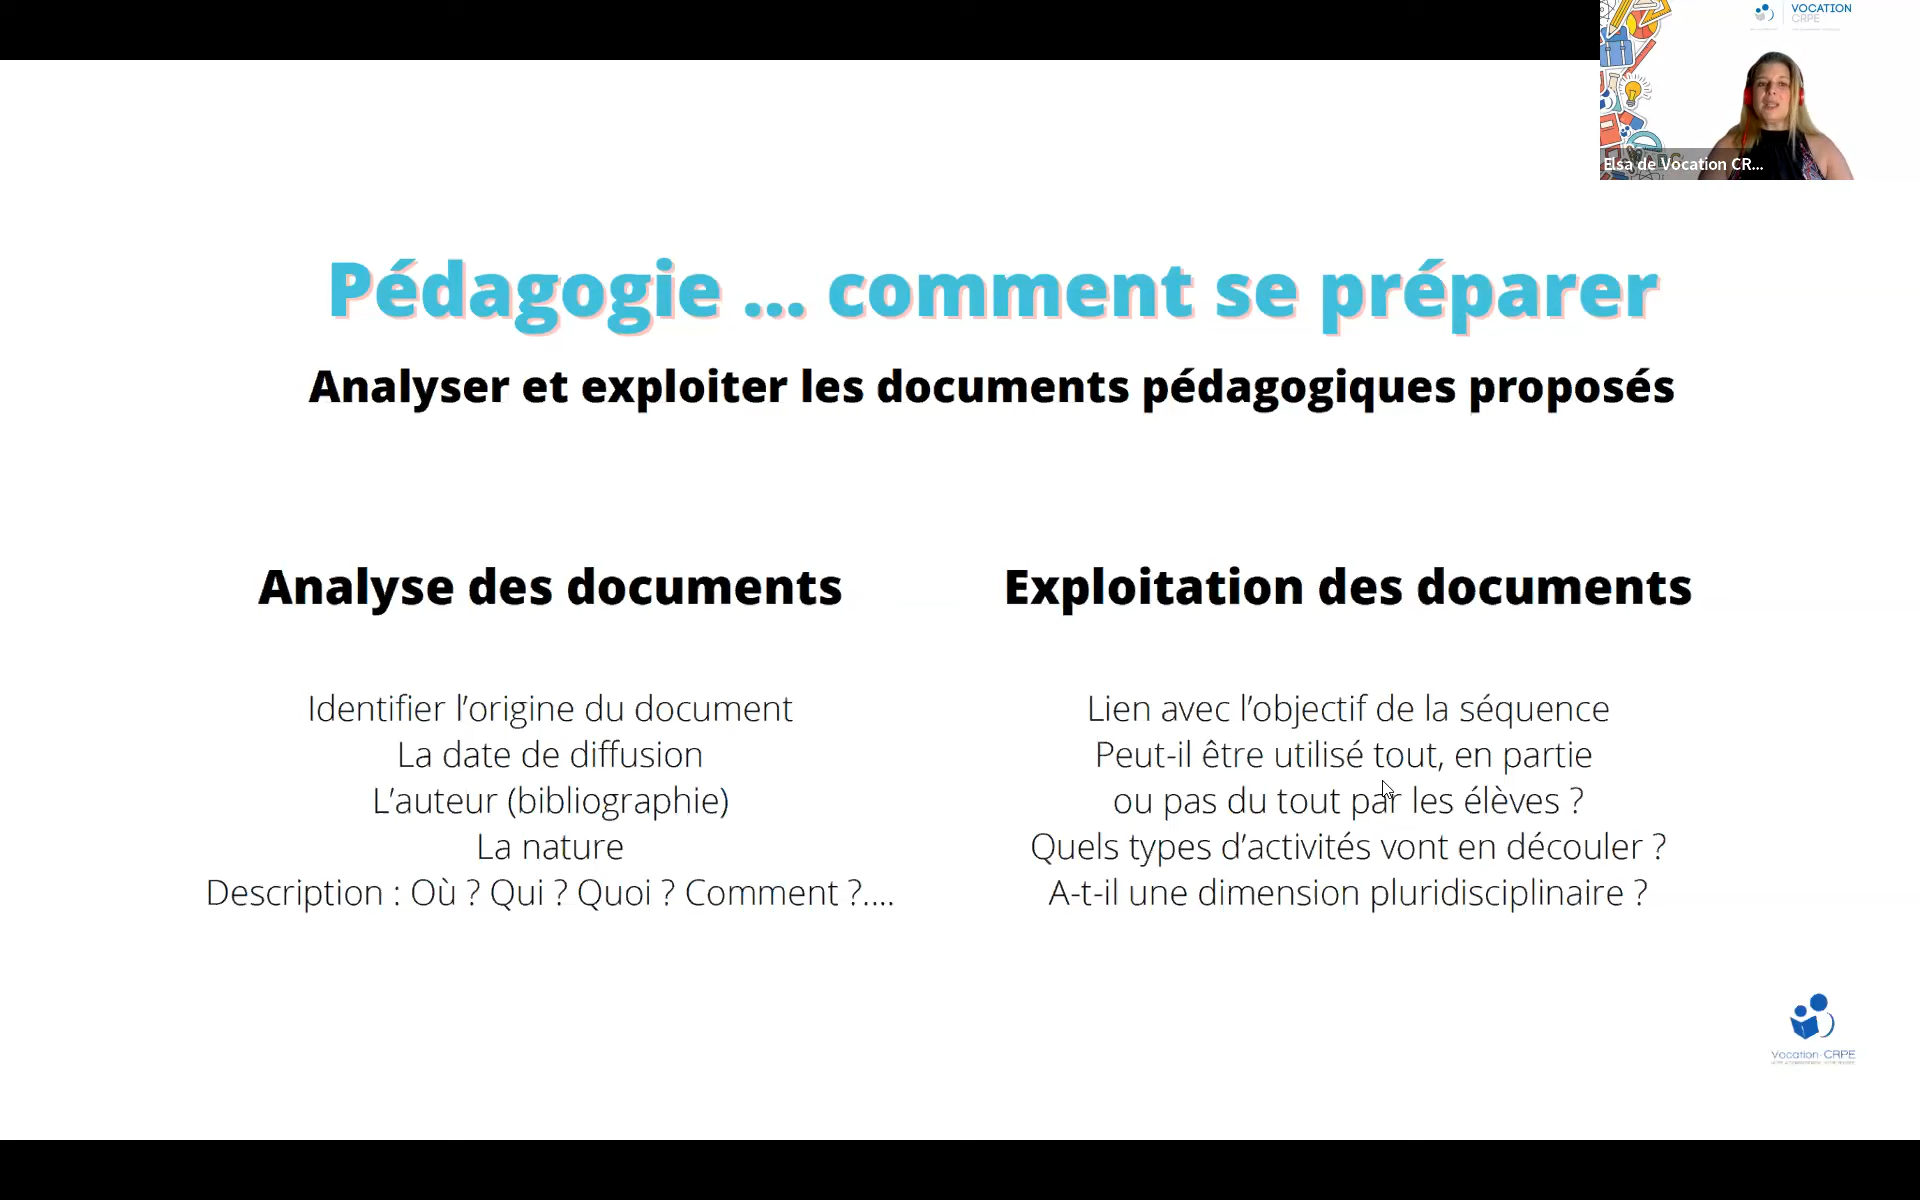 VOCATION
CRPE
Elsa de Vocation CR...
Pédagogie ... comment se préparer
Analyser et exploiter les documents pédagogiques proposés
Analyse des documents
Identifier l’origine du document
La date de diffusion
L’auteur (bibliographie)
La nature
Description : Où ? Qui ? Quoi ? Comment ?....
Exploitation des documents
Lien avec l’objectif de la séquence
Peut-il être utilisé tout, en partie
ou pas du tout par les élèves ?
Quels types d’activités vont en découler ?
A-t-il une dimension pluridisciplinaire ?
Vocation-CRPE